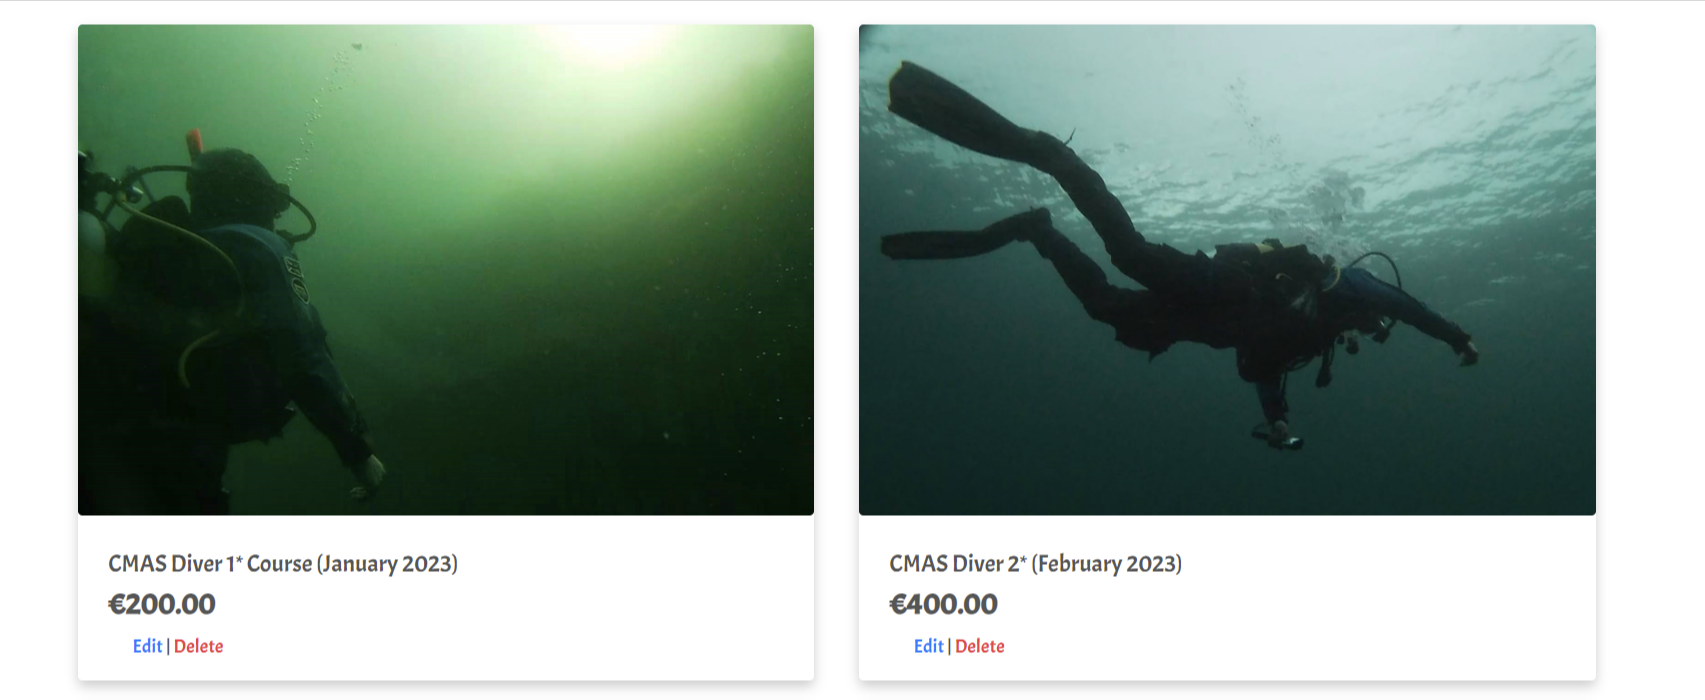 CMAS Diver 1* Course (January 2023)
€200.00
Edit | Delete
CMAS Diver 2* (February 2023)
€400.00
Edit | Delete